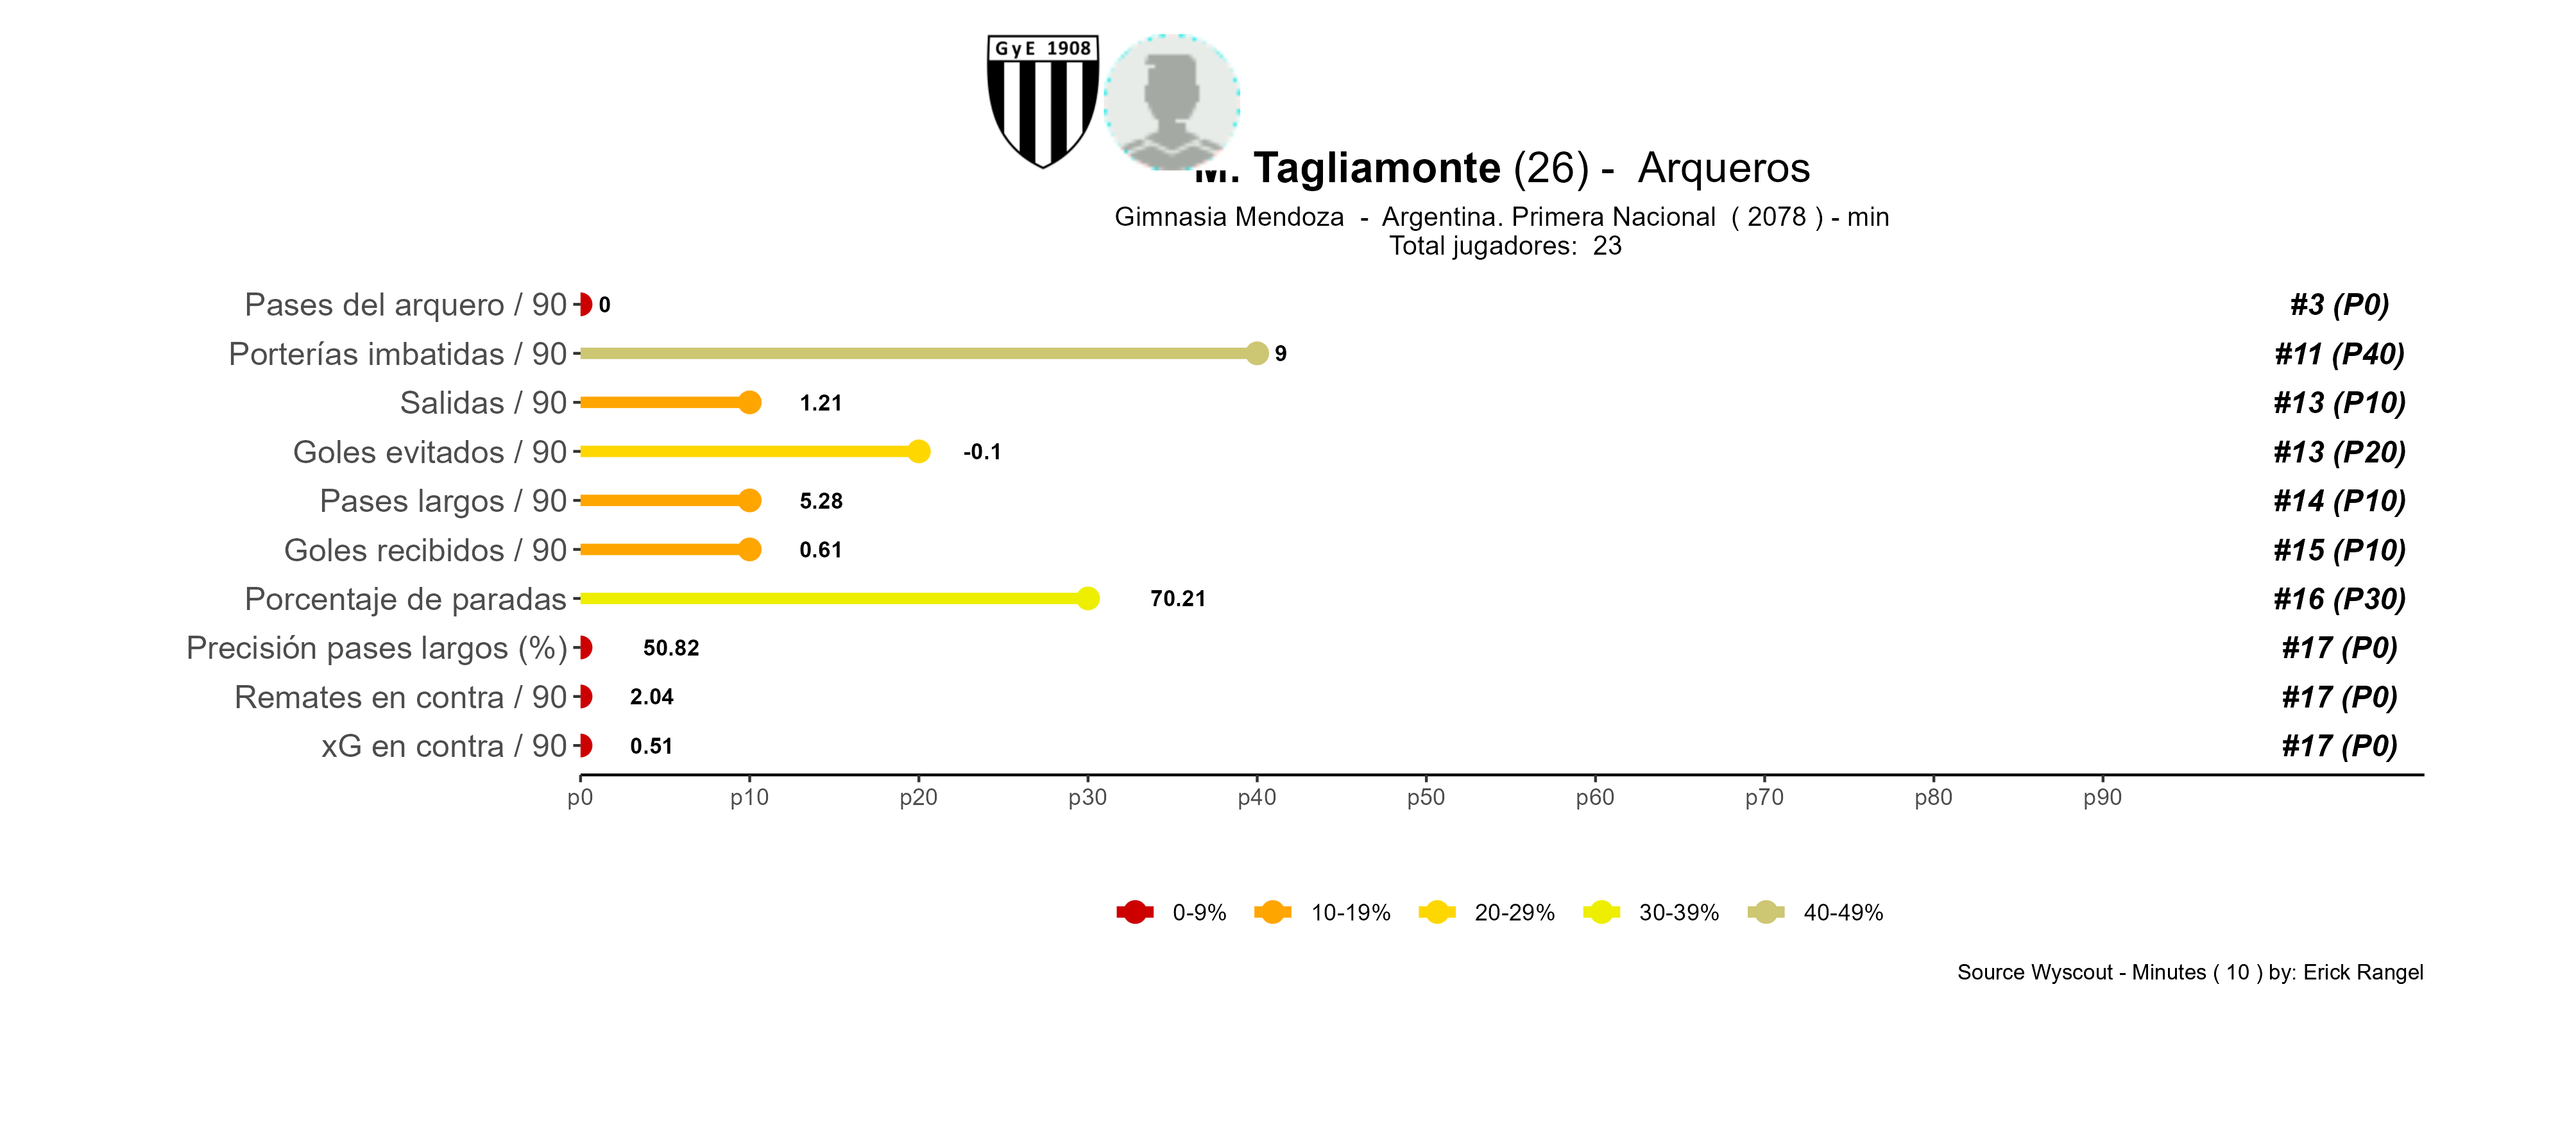 GyE 1908
M. Tagliamonte (26) - Arqueros
Gimnasia Mendoza - Argentina. Primera Nacional ( 2078 ) - min
Total jugadores: 23
Pases del arquero / 90 0 #3 (P0)
Porterías imbatidas / 90 9 #11 (P40)
Salidas / 90 1.21 #13 (P10)
Goles evitados / 90 -0.1 #13 (P20)
Pases largos / 90 5.28 #14 (P10)
Goles recibidos / 90 0.61 #15 (P10)
Porcentaje de paradas 70.21 #16 (P30)
Precisión pases largos (%) 50.82 #17 (P0)
Remates en contra / 90 2.04 #17 (P0)
xG en contra / 90 0.51 #17 (P0)
p0 p10 p20 p30 p40 p50 p60 p70 p80 p90
0-9% 10-19% 20-29% 30-39% 40-49%
Source Wyscout - Minutes ( 10 ) by: Erick Rangel